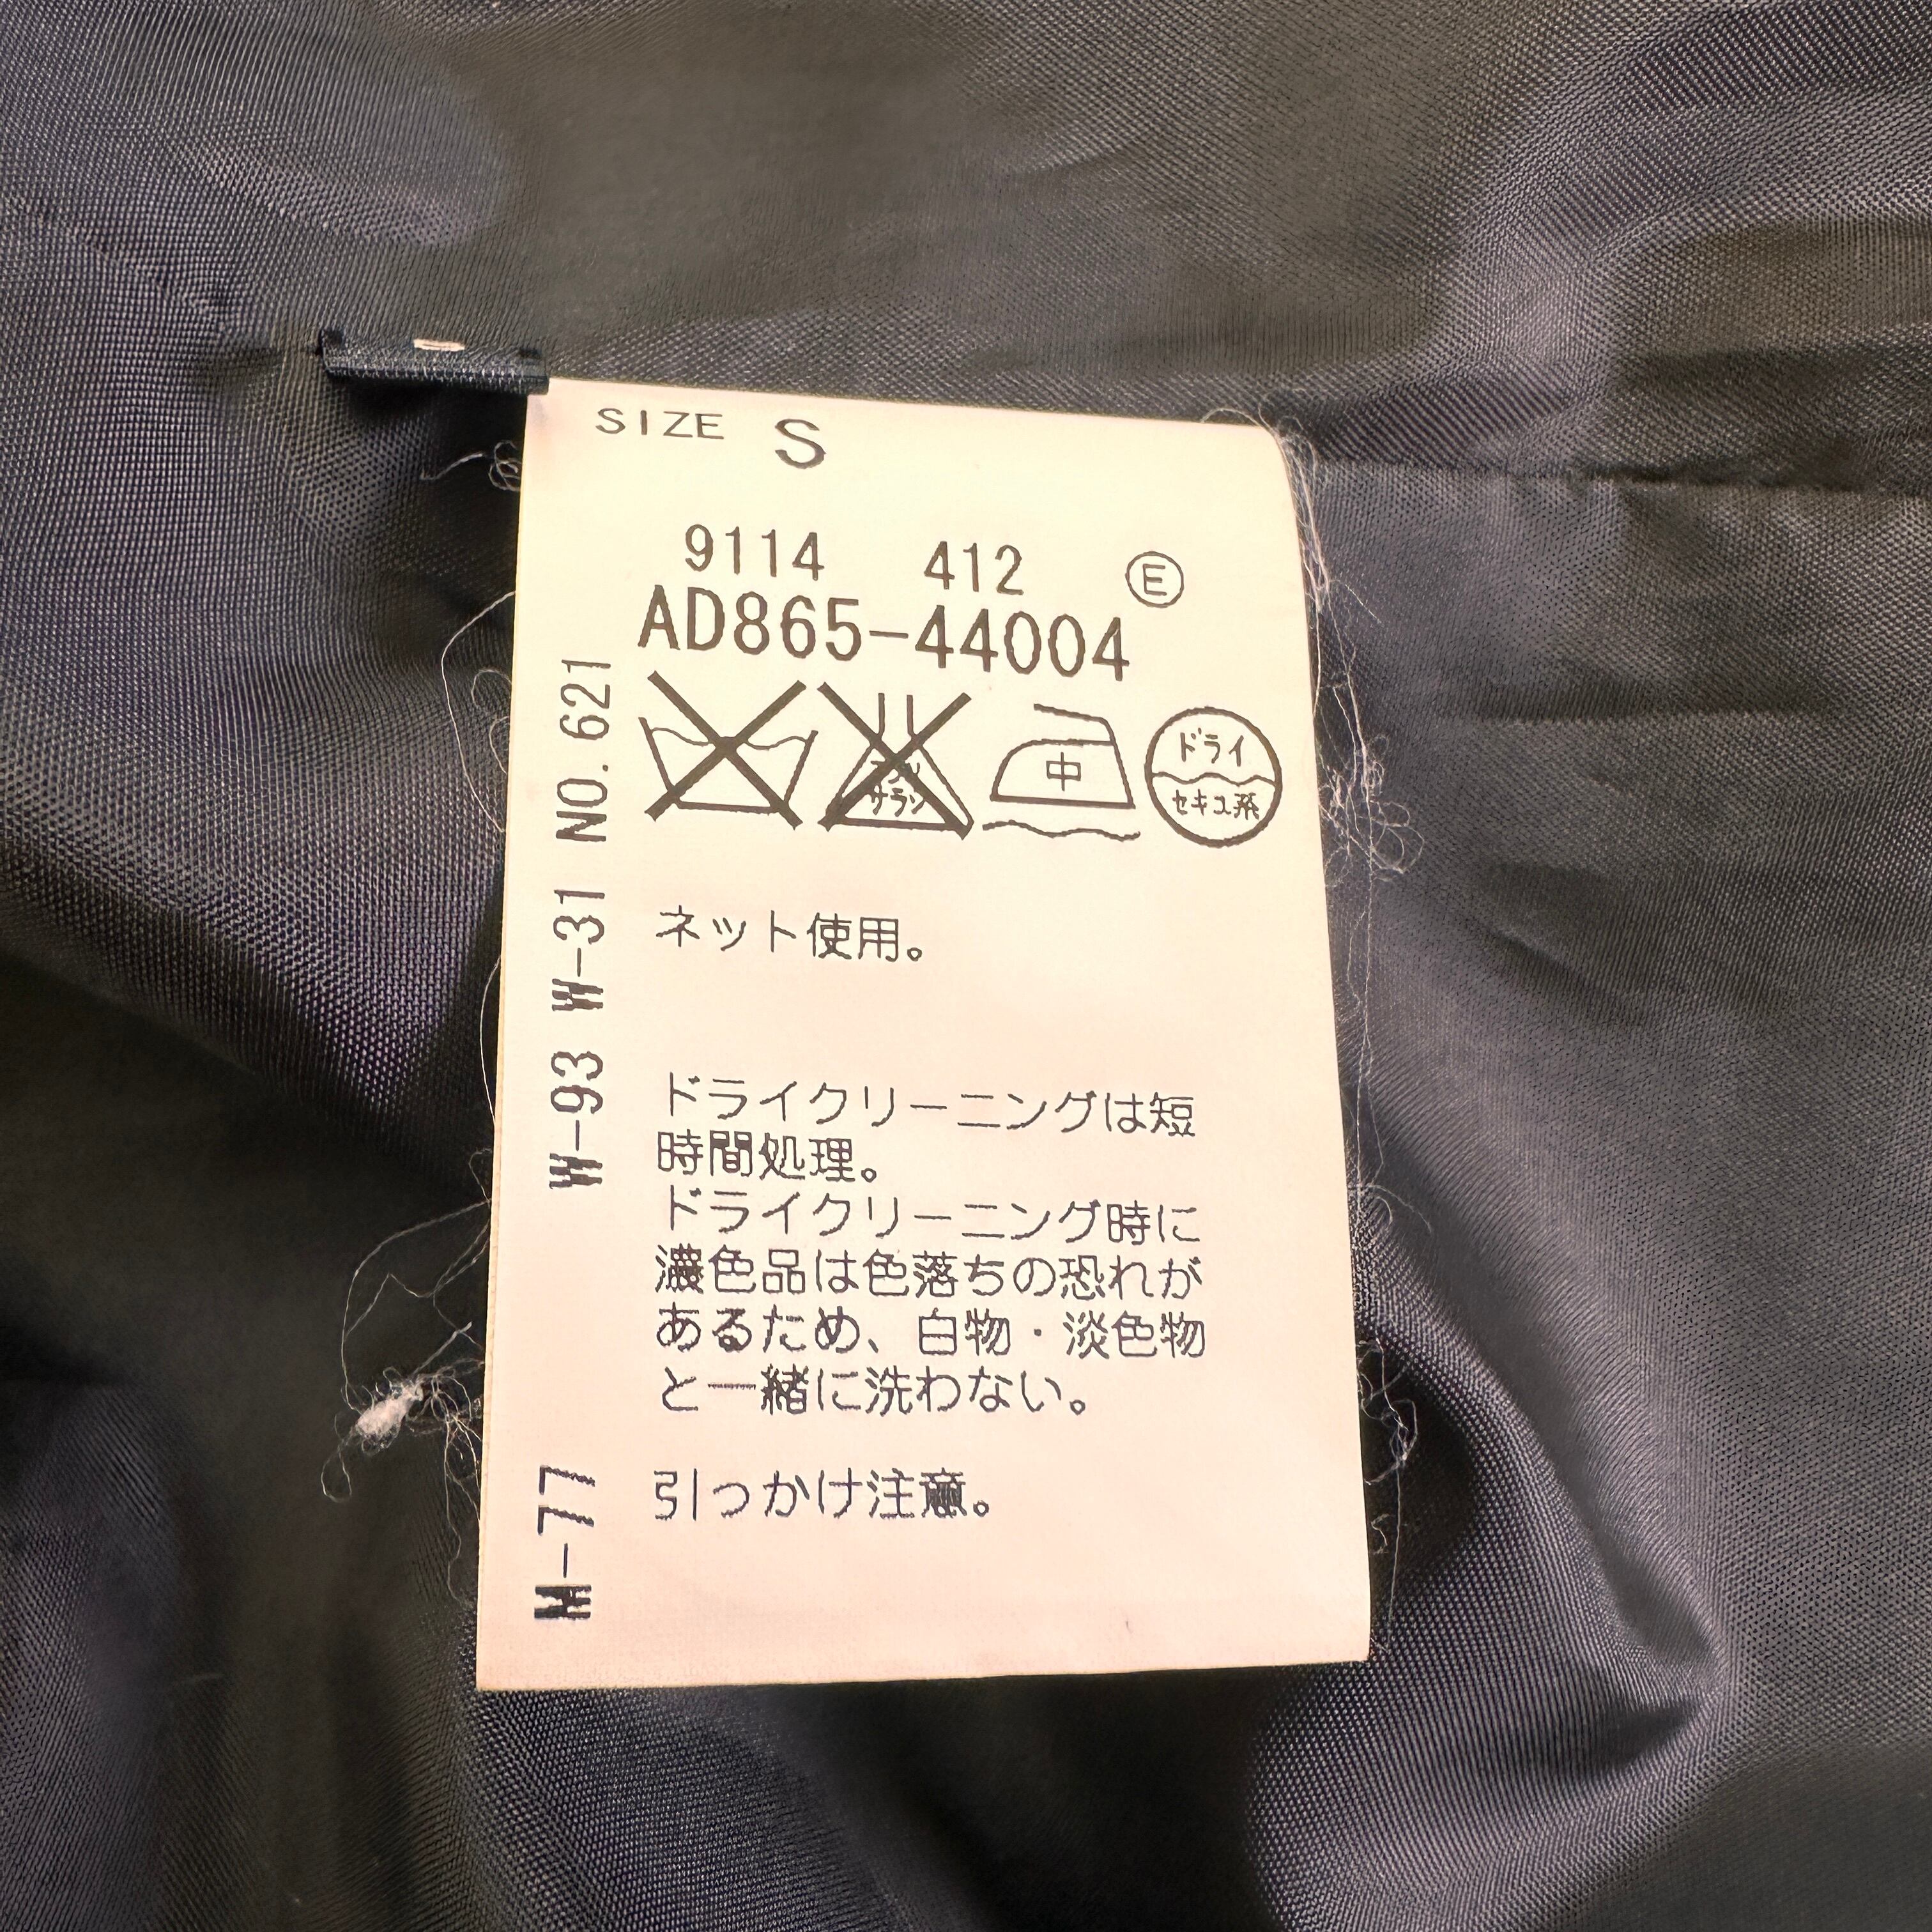 SIZE S
9114 412 Ⓔ
AD865-44004
サラシ
中
ドライ
セキユ系
ネット使用。
ドライクリーニングは短
時間処理。
ドライクリーニング時に
濃色品は色落ちの恐れが
あるため、白物・淡色物
と一緒に洗わない。
引っかけ注意。
M-77 W-93 W-31 NO.621